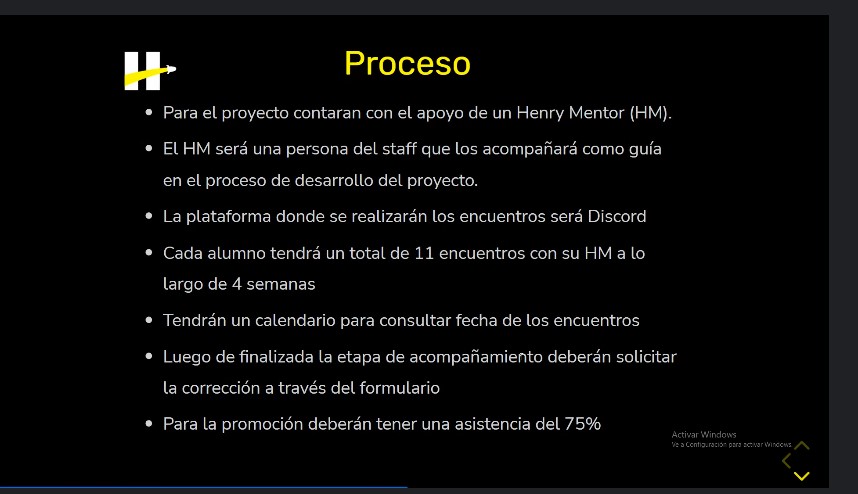 Proceso
Para el proyecto contaran con el apoyo de un Henry Mentor (HM).
El HM será una persona del staff que los acompañará como guía
en el proceso de desarrollo del proyecto.
La plataforma donde se realizarán los encuentros será Discord
Cada alumno tendrá un total de 11 encuentros con su HM a lo
largo de 4 semanas
Tendrán un calendario para consultar fecha de los encuentros
Luego de finalizada la etapa de acompañamiento deberán solicitar
la corrección a través del formulario
Para la promoción deberán tener una asistencia del 75%
Activar Windows
Ve a Configuración para activar Windows.